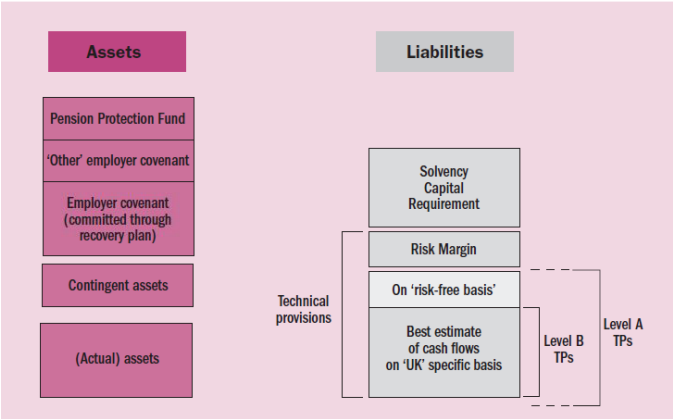 Assets
Liabilities
Pension Protection Fund
‘Other’ employer covenant
Employer covenant
(committed through
recovery plan)
Contingent assets
(Actual) assets
Solvency
Capital
Requirement
Risk Margin
On ‘risk-free basis’
Best estimate
of cash flows
on ‘UK’ specific basis
Technical
provisions
Level B
TPs
Level A
TPs